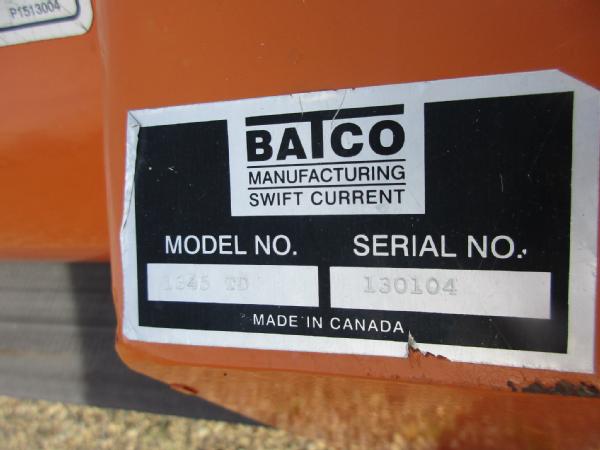 P1513004
BATCO
MANUFACTURING
SWIFT CURRENT
MODEL NO. SERIAL NO.
1345 TD 130104
MADE IN CANADA